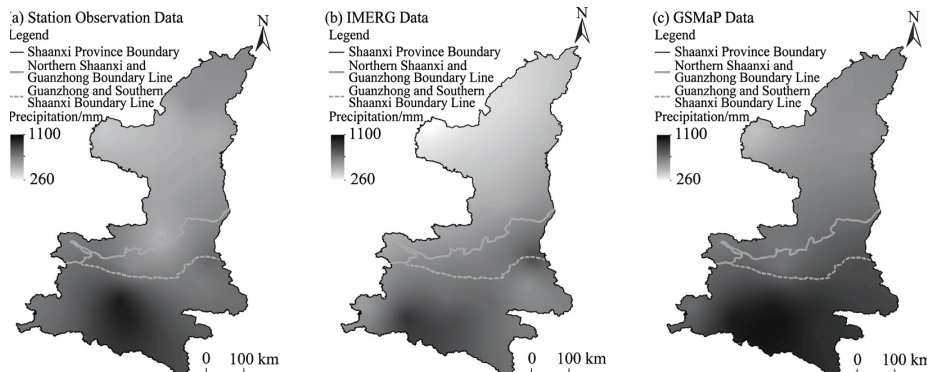 (a) Station Observation Data
N
Legend
Shaanxi Province Boundary
Northern Shaanxi and
Guanzhong Boundary Line
Guanzhong and Southern
Shaanxi Boundary Line
Precipitation/mm
1100
260
0 100 km
(b) IMERG Data
N
Legend
Shaanxi Province Boundary
Northern Shaanxi and
Guanzhong Boundary Line
Guanzhong and Southern
Shaanxi Boundary Line
Precipitation/mm
1100
260
0 100 km
(c) GSMaP Data
N
Legend
Shaanxi Province Boundary
Northern Shaanxi and
Guanzhong Boundary Line
Guanzhong and Southern
Shaanxi Boundary Line
Precipitation/mm
1100
260
0 100 km